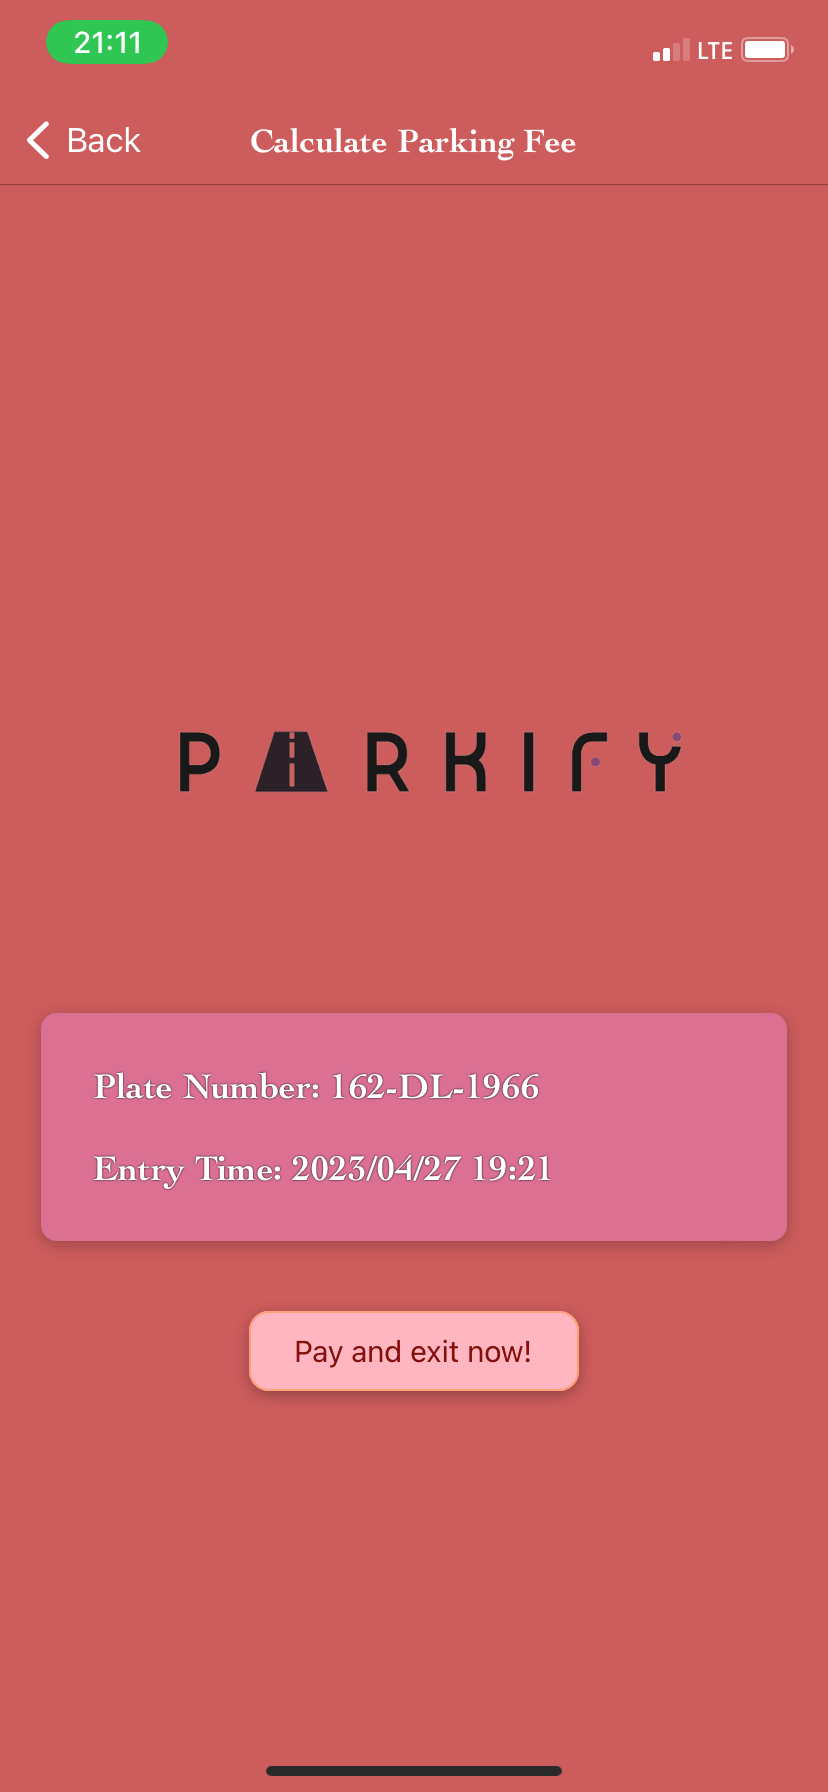 21:11
LTE
Back
Calculate Parking Fee
PARKIFY
Plate Number: 162-DL-1966
Entry Time: 2023/04/27 19:21
Pay and exit now!